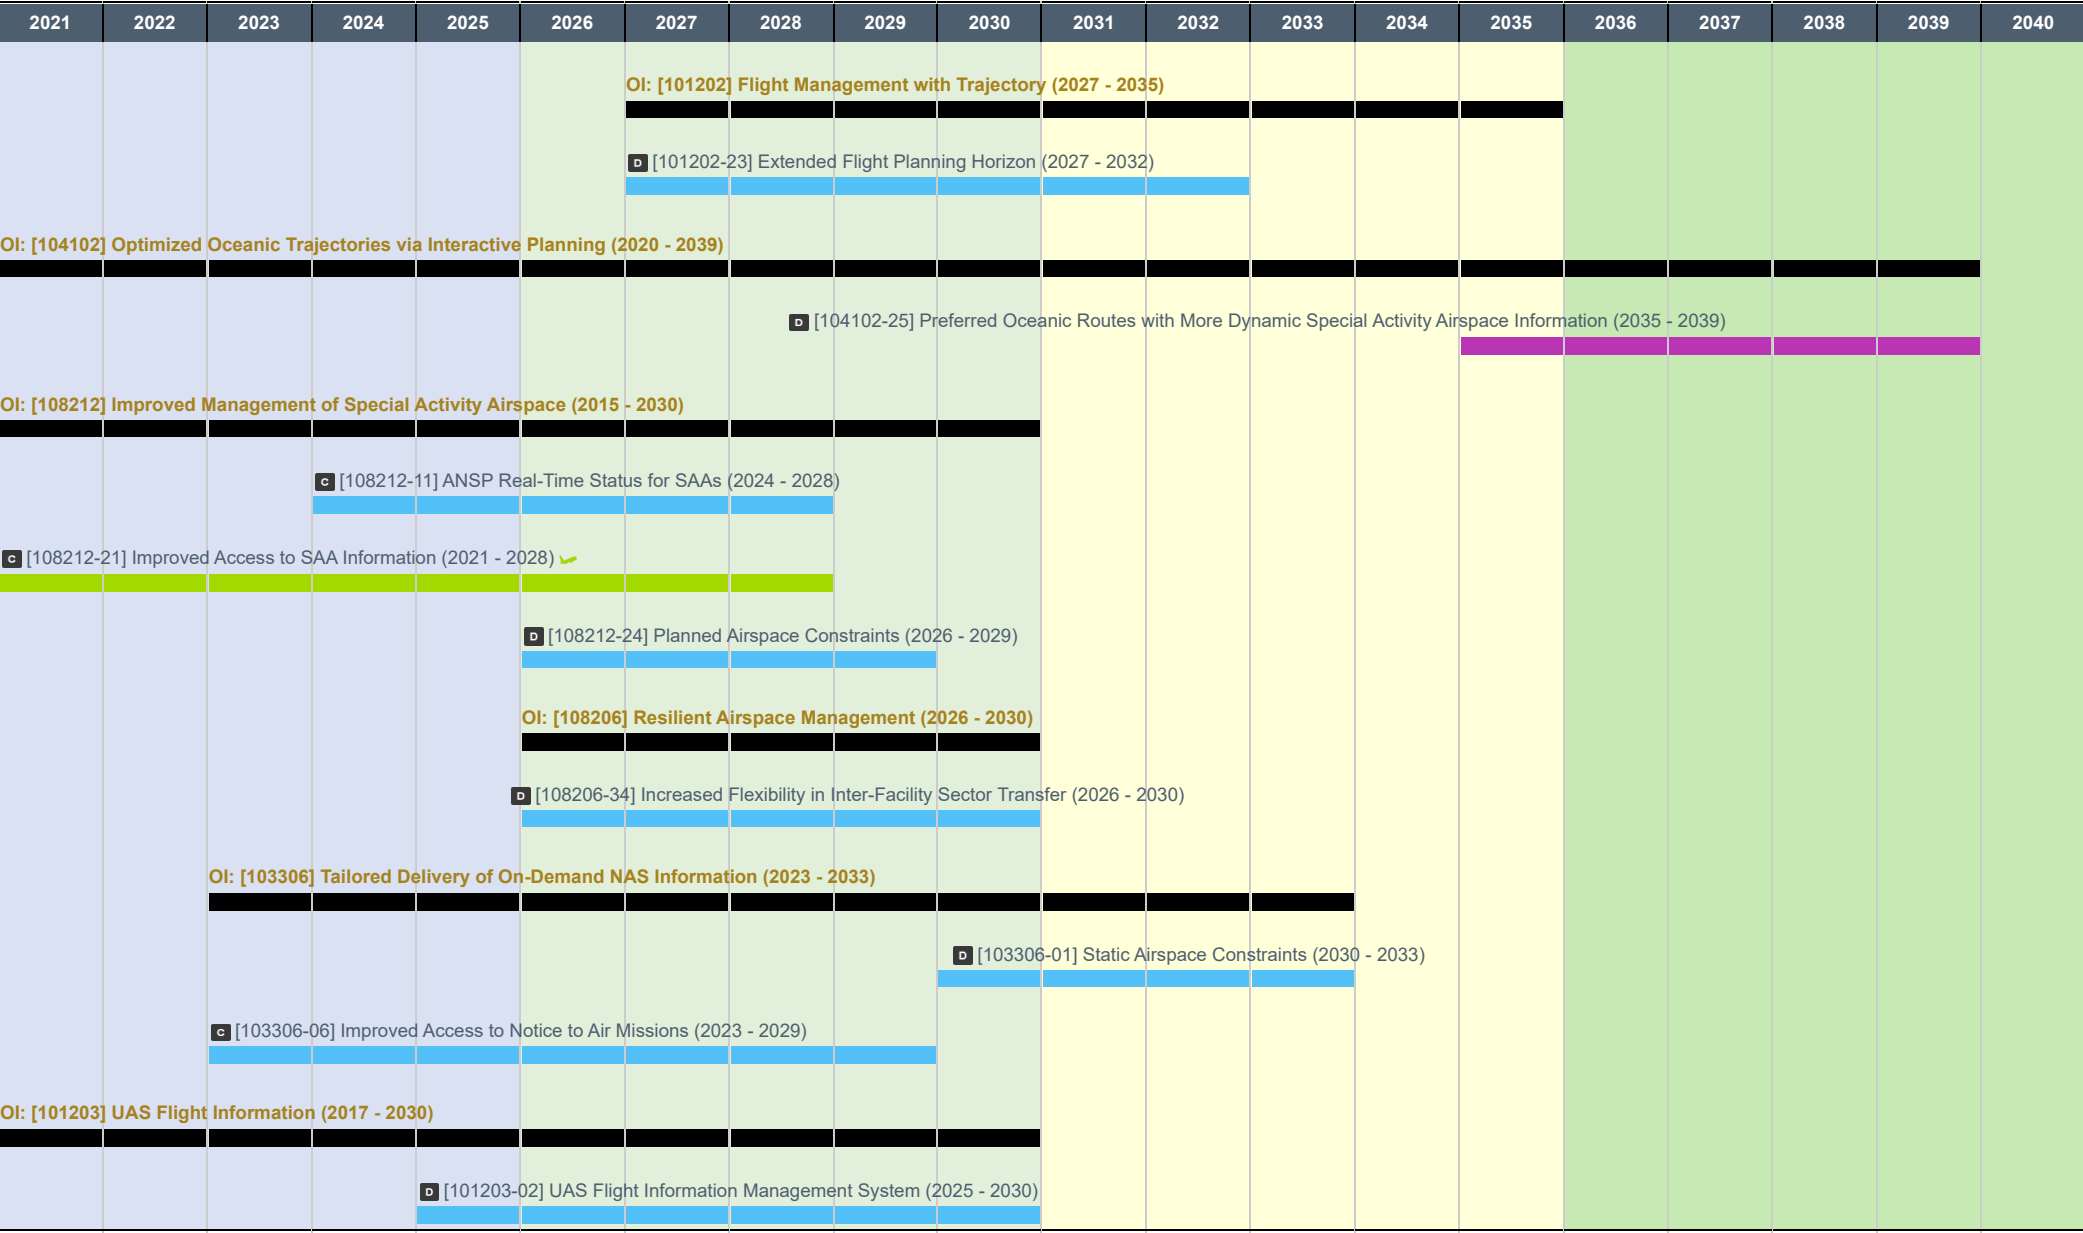 2021 2022 2023 2024 2025 2026 2027 2028 2029 2030 2031 2032 2033 2034 2035 2036 2037 2038 2039 2040
OI: [101202] Flight Management with Trajectory (2027 - 2035)
D [101202-23] Extended Flight Planning Horizon (2027 - 2032)
OI: [104102] Optimized Oceanic Trajectories via Interactive Planning (2020 - 2039)
D [104102-25] Preferred Oceanic Routes with More Dynamic Special Activity Airspace Information (2035 - 2039)
OI: [108212] Improved Management of Special Activity Airspace (2015 - 2030)
C [108212-11] ANSP Real-Time Status for SAAs (2024 - 2028)
C [108212-21] Improved Access to SAA Information (2021 - 2028)
D [108212-24] Planned Airspace Constraints (2026 - 2029)
OI: [108206] Resilient Airspace Management (2026 - 2030)
D [108206-34] Increased Flexibility in Inter-Facility Sector Transfer (2026 - 2030)
OI: [103306] Tailored Delivery of On-Demand NAS Information (2023 - 2033)
D [103306-01] Static Airspace Constraints (2030 - 2033)
C [103306-06] Improved Access to Notice to Air Missions (2023 - 2029)
OI: [101203] UAS Flight Information (2017 - 2030)
D [101203-02] UAS Flight Information Management System (2025 - 2030)